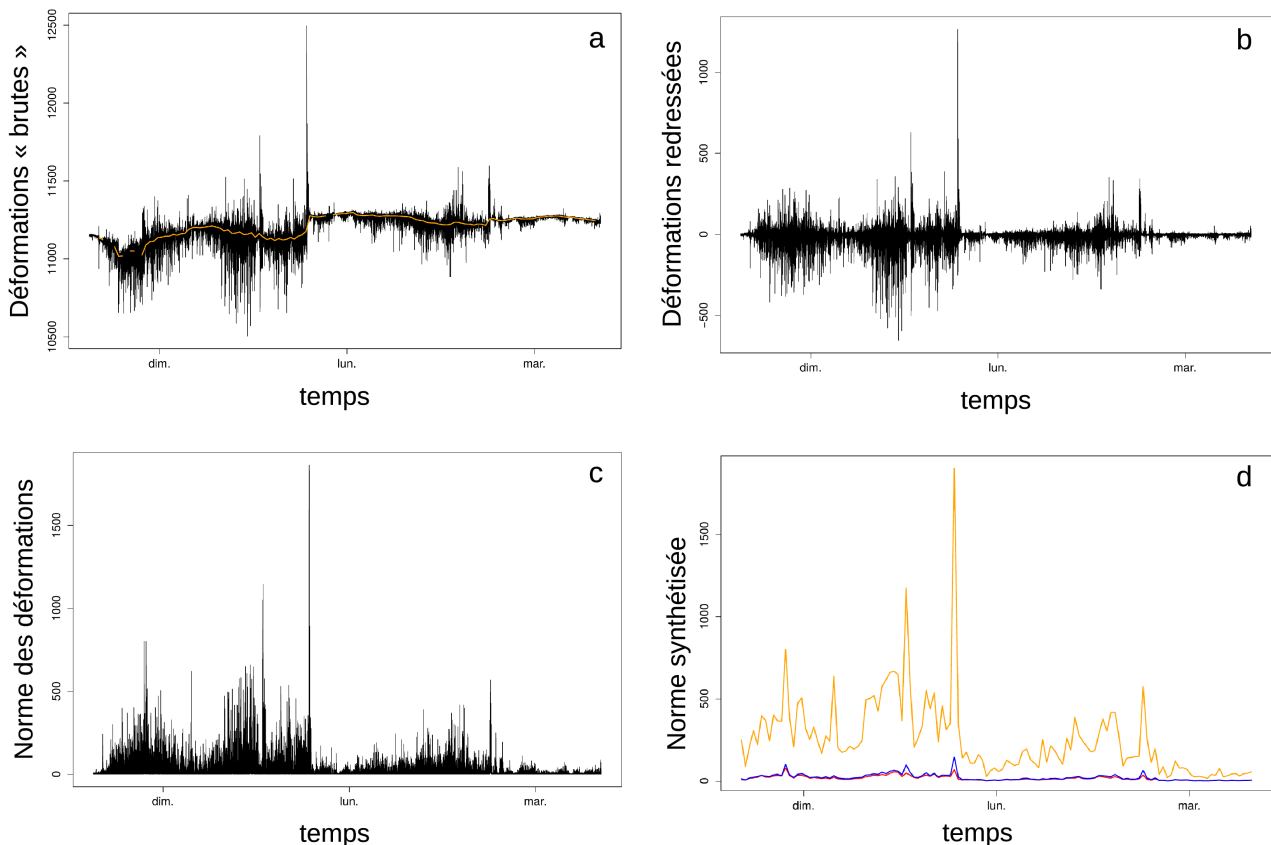 Déformations « brutes »
12500
12000
11500
11000
10500
a
dim.
lun.
mar.
temps
Déformations redressées
1000
500
0
−500
b
dim.
lun.
mar.
temps
Norme des déformations
1500
1000
500
0
c
dim.
lun.
mar.
temps
Norme synthétisée
1500
1000
500
0
d
dim.
lun.
mar.
temps